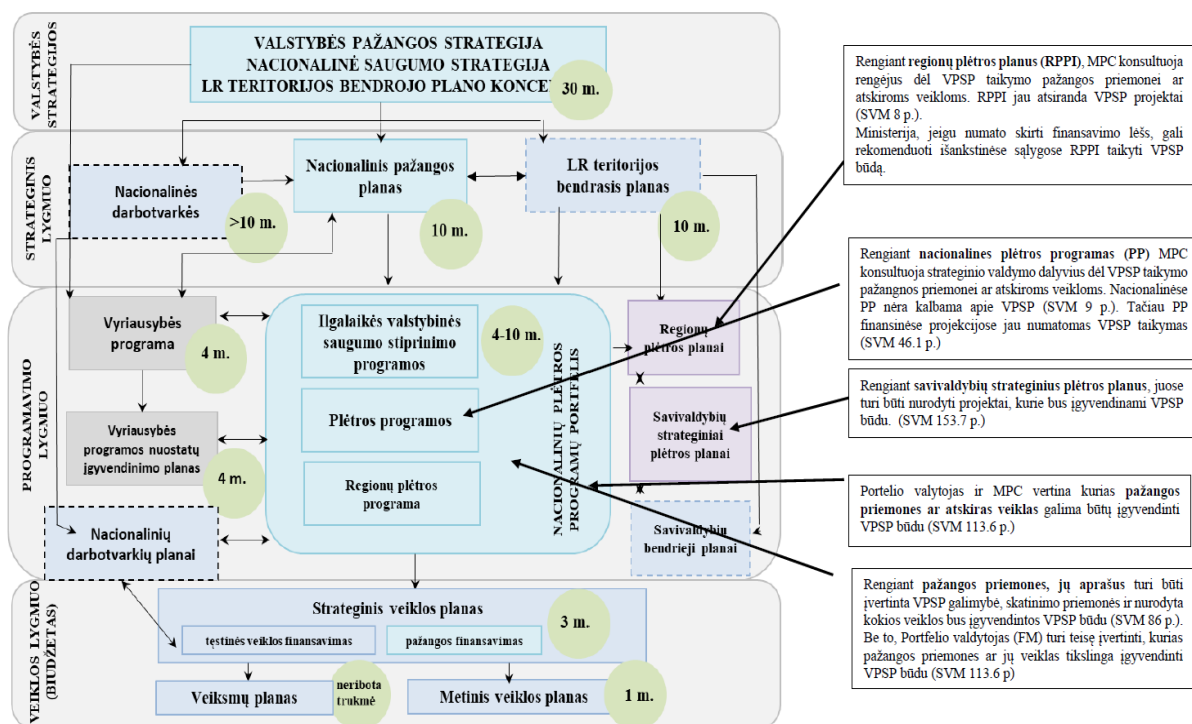 VALSTYBĖS
STRATEGIJOS
VALSTYBĖS PAŽANGOS STRATEGIJA
NACIONALINĖ SAUGUMO STRATEGIJA
LR TERITORIJOS BENDROJO PLANO KONCEP
30 m.
STRATEGINIS
LYGMUO
Nacionalinės
darbotvarkės
>10 m.
Nacionalinis pažangos
planas
10 m.
LR teritorijos
bendrasis planas
10 m.
PROGRAMAVIMO
LYGMUO
Vyriausybės
programa
4 m.
Vyriausybės
programos nuostatų
įgyvendinimo planas
4 m.
Nacionalinių
darbotvarkių planai
Ilgalaikės valstybinės
saugumo stiprinimo
programos
4-10 m.
Plėtros programos
Regionų plėtros
programa
NACIONALINIŲ PLĖTROS
PROGRAMŲ PORTFELIS
Regionų
plėtros planai
Savivaldybių
strateginiai
plėtros planai
Savivaldybių
bendrieji planai
VEIKLOS LYGMUO
(BIUDŽETAS)
Strateginis veiklos planas
3 m.
tęstinės veiklos finansavimas
pažangos finansavimas
Veiksmų planas
neribota
trukmė
Metinis veiklos planas
1 m.
Rengiant regionų plėtros planus (RPPI), MPC konsultuoja
rengėjus dėl VPSP taikymo pažangos priemonei ar
atskiroms veikloms. RPPI jau atsiranda VPSP projektai
(SVM 8 p.).
Ministerija, jeigu numato skirti finansavimo lėšs, gali
rekomenduoti išankstinėse sąlygose RPPI taikyti VPSP
būdą.
Rengiant nacionalines plėtros programas (PP) MPC
konsultuoja strateginio valdymo dalyvius dėl VPSP taikymo
pažangnos priemonei ar atskiroms veikloms. Nacionalinėse
PP nėra kalbama apie VPSP (SVM 9 p.). Tačiau PP
finansinėse projekcijose jau numatomas VPSP taikymas
(SVM 46.1 p.)
Rengiant savivaldybių strateginius plėtros planus, juose
turi būti nurodyti projektai, kurie bus įgyvendinami VPSP
būdu. (SVM 153.7 p.)
Portelio valytojas ir MPC vertina kurias pažangos
priemones ar atskiras veiklas galima būtų įgyvendinti
VPSP būdu (SVM 113.6 p.)
Rengiant pažangos priemones, jų aprašus turi būti
įvertinta VPSP galimybė, skatinimo priemonės ir nurodyta
kokios veiklos bus įgyvendintos VPSP būdu (SVM 86 p.).
Be to, Portfelio valdytojas (FM) turi teisę įvertinti, kurias
pažangos priemones ar jų veiklas tikslinga įgyvendinti
VPSP būdu (SVM 113.6 p)